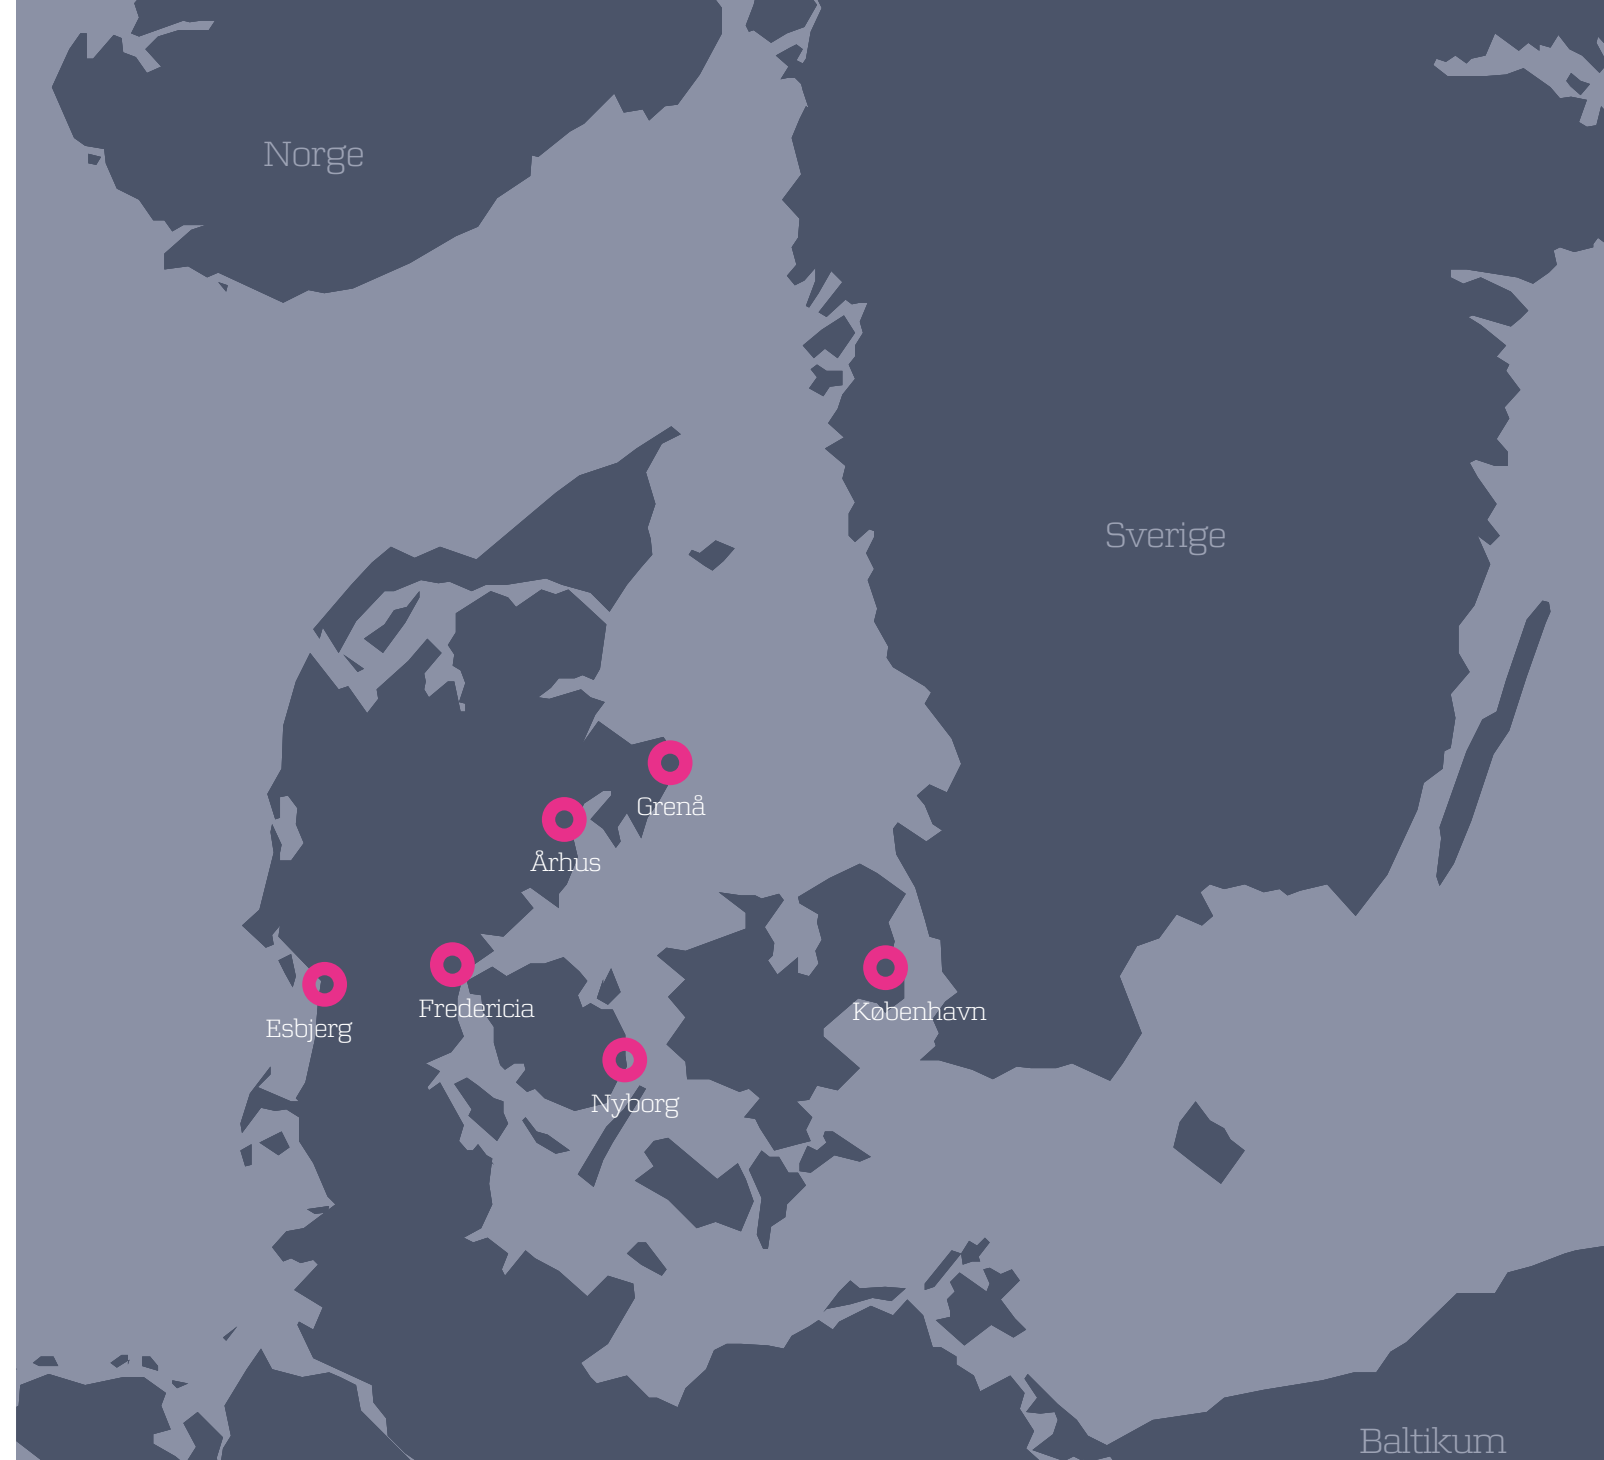 Norge
Sverige
Grenå
Århus
Fredericia
København
Esbjerg
Nyborg
Baltikum